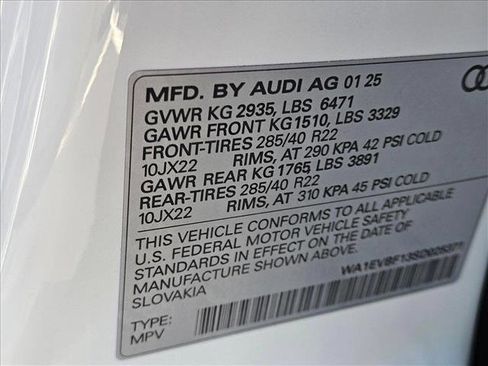 MFD. BY AUDI AG 01 25
GVWR KG 2935, LBS 6471
GAWR FRONT KG1510, LBS 3329
FRONT-TIRES 285/40 R22
10JX22 RIMS, AT 290 KPA 42 PSI COLD
GAWR REAR KG 1765, LBS 3891
REAR-TIRES 285/40 R22
10JX22 RIMS, AT 310 KPA 45 PSI COLD
THIS VEHICLE CONFORMS TO ALL APPLICABLE
U.S. FEDERAL MOTOR VEHICLE SAFETY
STANDARDS IN EFFECT ON THE DATE OF
MANUFACTURE SHOWN ABOVE.
SLOVAKIA
TYPE:
MPV